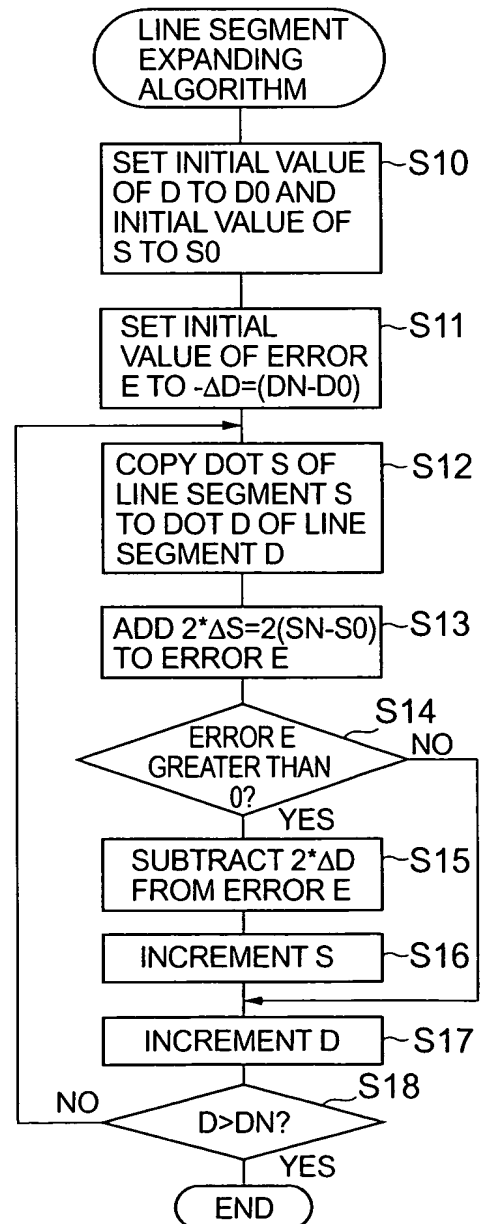 LINE SEGMENT
EXPANDING
ALGORITHM
SET INITIAL VALUE
OF D TO D0 AND
INITIAL VALUE OF
S TO S0
S10
SET INITIAL
VALUE OF ERROR
E TO -ΔD=(DN-D0)
S11
COPY DOT S OF
LINE SEGMENT S
TO DOT D OF LINE
SEGMENT D
S12
ADD 2*ΔS=2(SN-S0)
TO ERROR E
S13
S14
ERROR E
GREATER THAN
0?
NO
YES
SUBTRACT 2*ΔD
FROM ERROR E
S15
INCREMENT S
S16
INCREMENT D
S17
S18
D>DN?
NO
YES
END